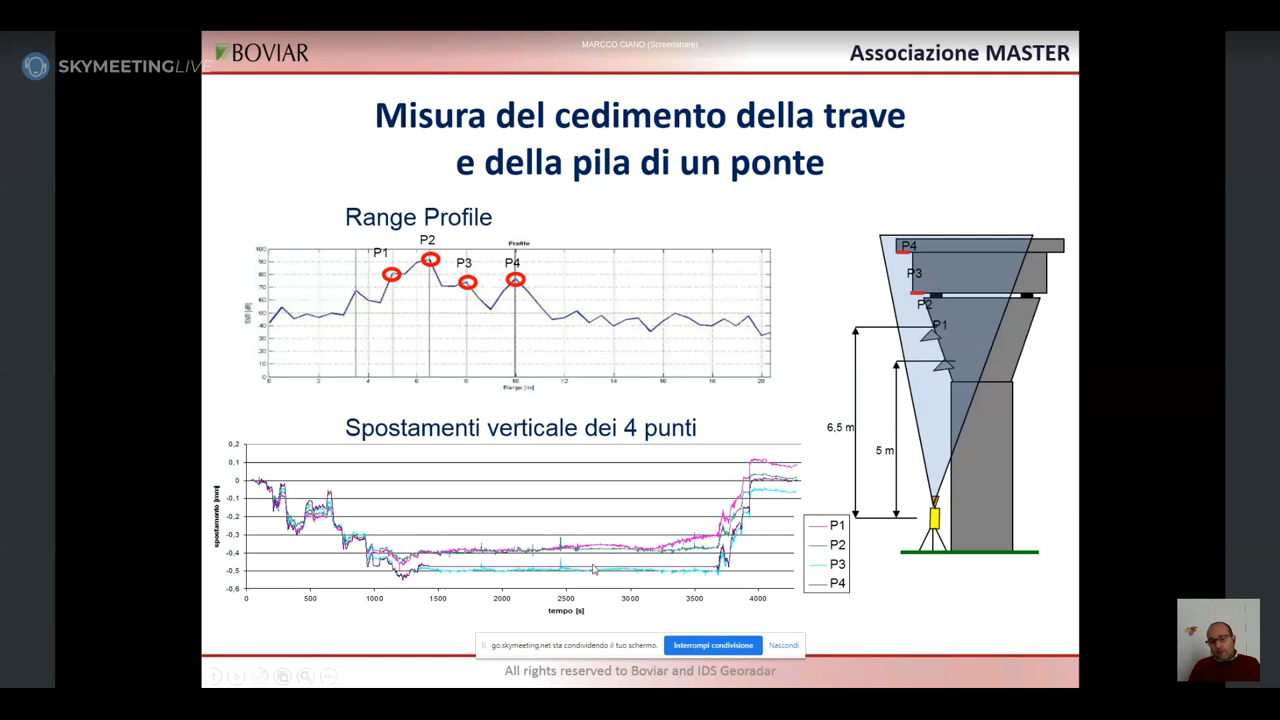 SKYMEETINGLIVE
BOVIAR
MARCCO CIANO (Screenshare)
Associazione MASTER
Misura del cedimento della trave
e della pila di un ponte
Range Profile
Profile
P1
P2
P3
P4
100
90
80
70
60
50
40
30
20
10
0
SNR [dB]
0 2 4 6 8 10 12 14 16 18 20
Range [m]
Spostamenti verticale dei 4 punti
0,2
0,1
0
-0,1
-0,2
-0,3
-0,4
-0,5
-0,6
spostamento [mm]
0 500 1000 1500 2000 2500 3000 3500 4000
tempo [s]
P1
P2
P3
P4
P4
P3
P2
P1
6,5 m
5 m
go.skymeeting.net sta condividendo il tuo schermo.
Interrompi condivisione
Nascondi
All rights reserved to Boviar and IDS Georadar